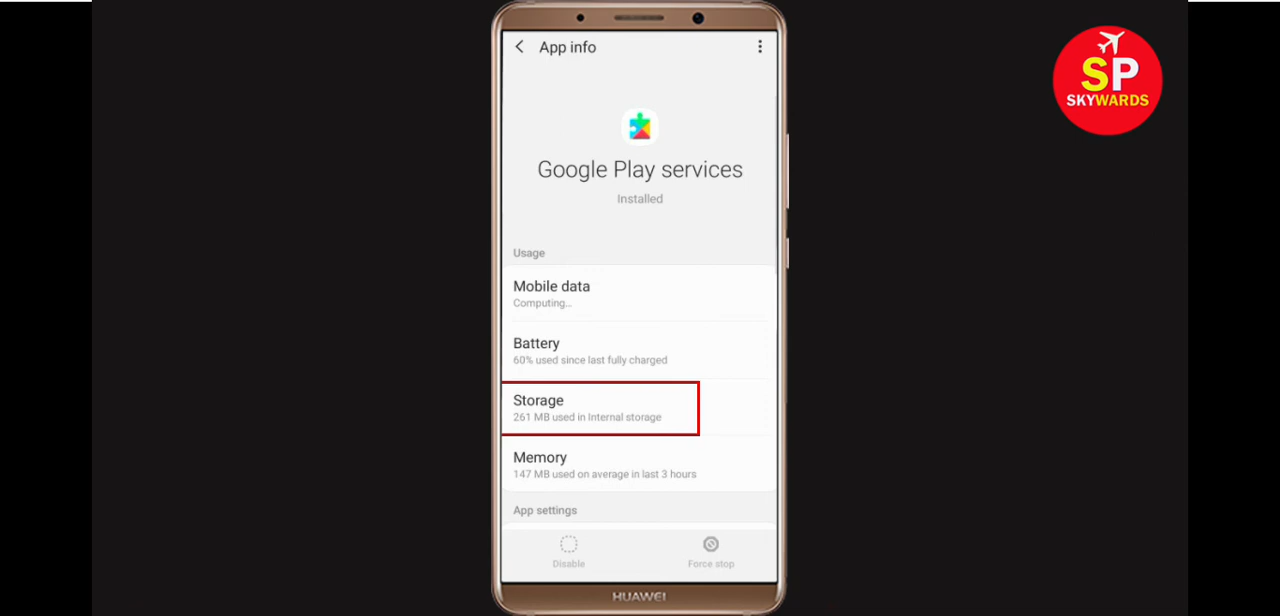 App info
SP
SKYWARDS
Google Play services
Installed
Usage
Mobile data
Computing...
Battery
60% used since last fully charged
Storage
261 MB used in Internal storage
Memory
147 MB used on average in last 3 hours
App settings
Disable
Force stop
HUAWEI